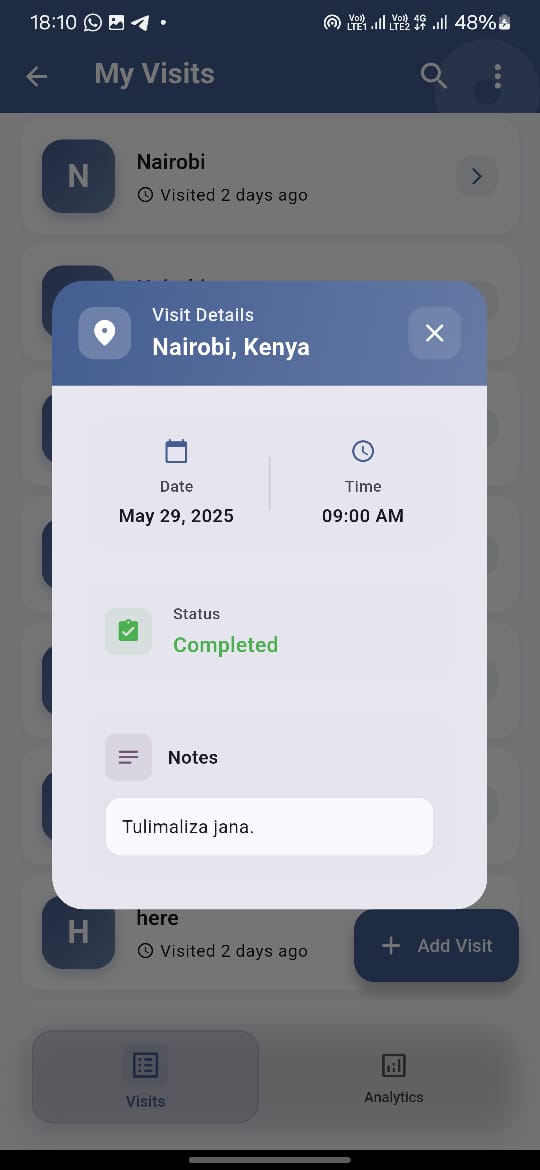 18:10
Vo)) LTE1
Vo)) LTE2
4G
48%
My Visits
N
Nairobi
Visited 2 days ago
Visit Details
Nairobi, Kenya
Date
May 29, 2025
Time
09:00 AM
Status
Completed
Notes
Tulimaliza jana.
H
here
Visited 2 days ago
+ Add Visit
Visits
Analytics